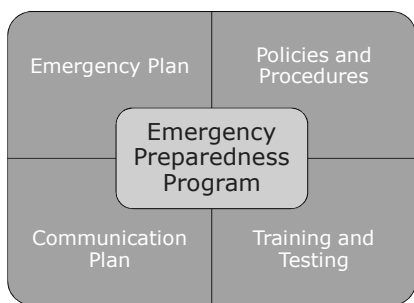 Emergency Plan
Policies and
Procedures
Emergency
Preparedness
Program
Communication
Plan
Training and
Testing